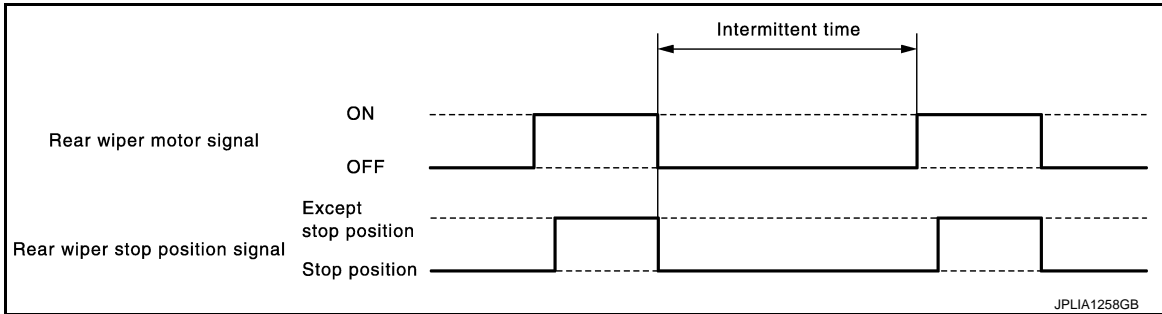 Intermittent time
ON
Rear wiper motor signal
OFF
Except
stop position
Rear wiper stop position signal
Stop position
JPLIA1258GB